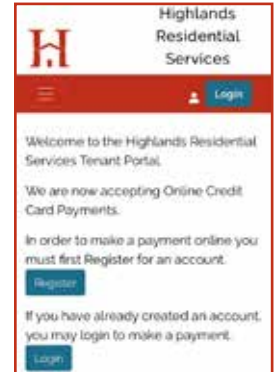 Highlands
Residential
Services
Login
Welcome to the Highlands Residential
Services Tenant Portal.
We are now accepting Online Credit
Card Payments.
In order to make a payment online you
must first Register for an account.
Register
If you have already created an account,
you may login to make a payment.
Login